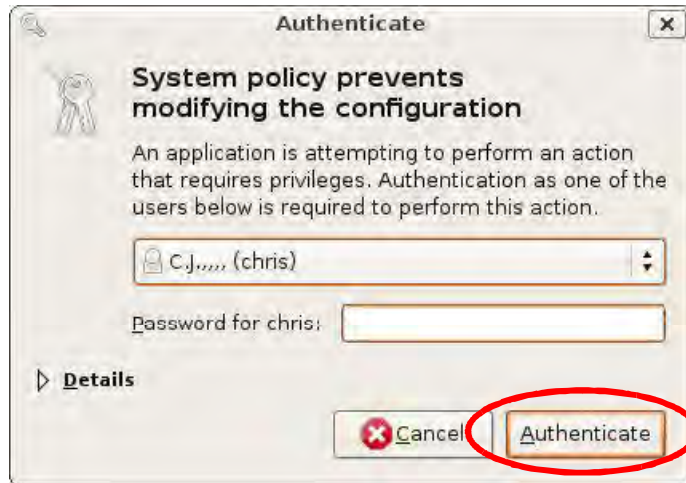 Authenticate
System policy prevents
modifying the configuration
An application is attempting to perform an action
that requires privileges. Authentication as one of the
users below is required to perform this action.
C.J.,,,,, (chris)
Password for chris:
Details
Cancel
Authenticate